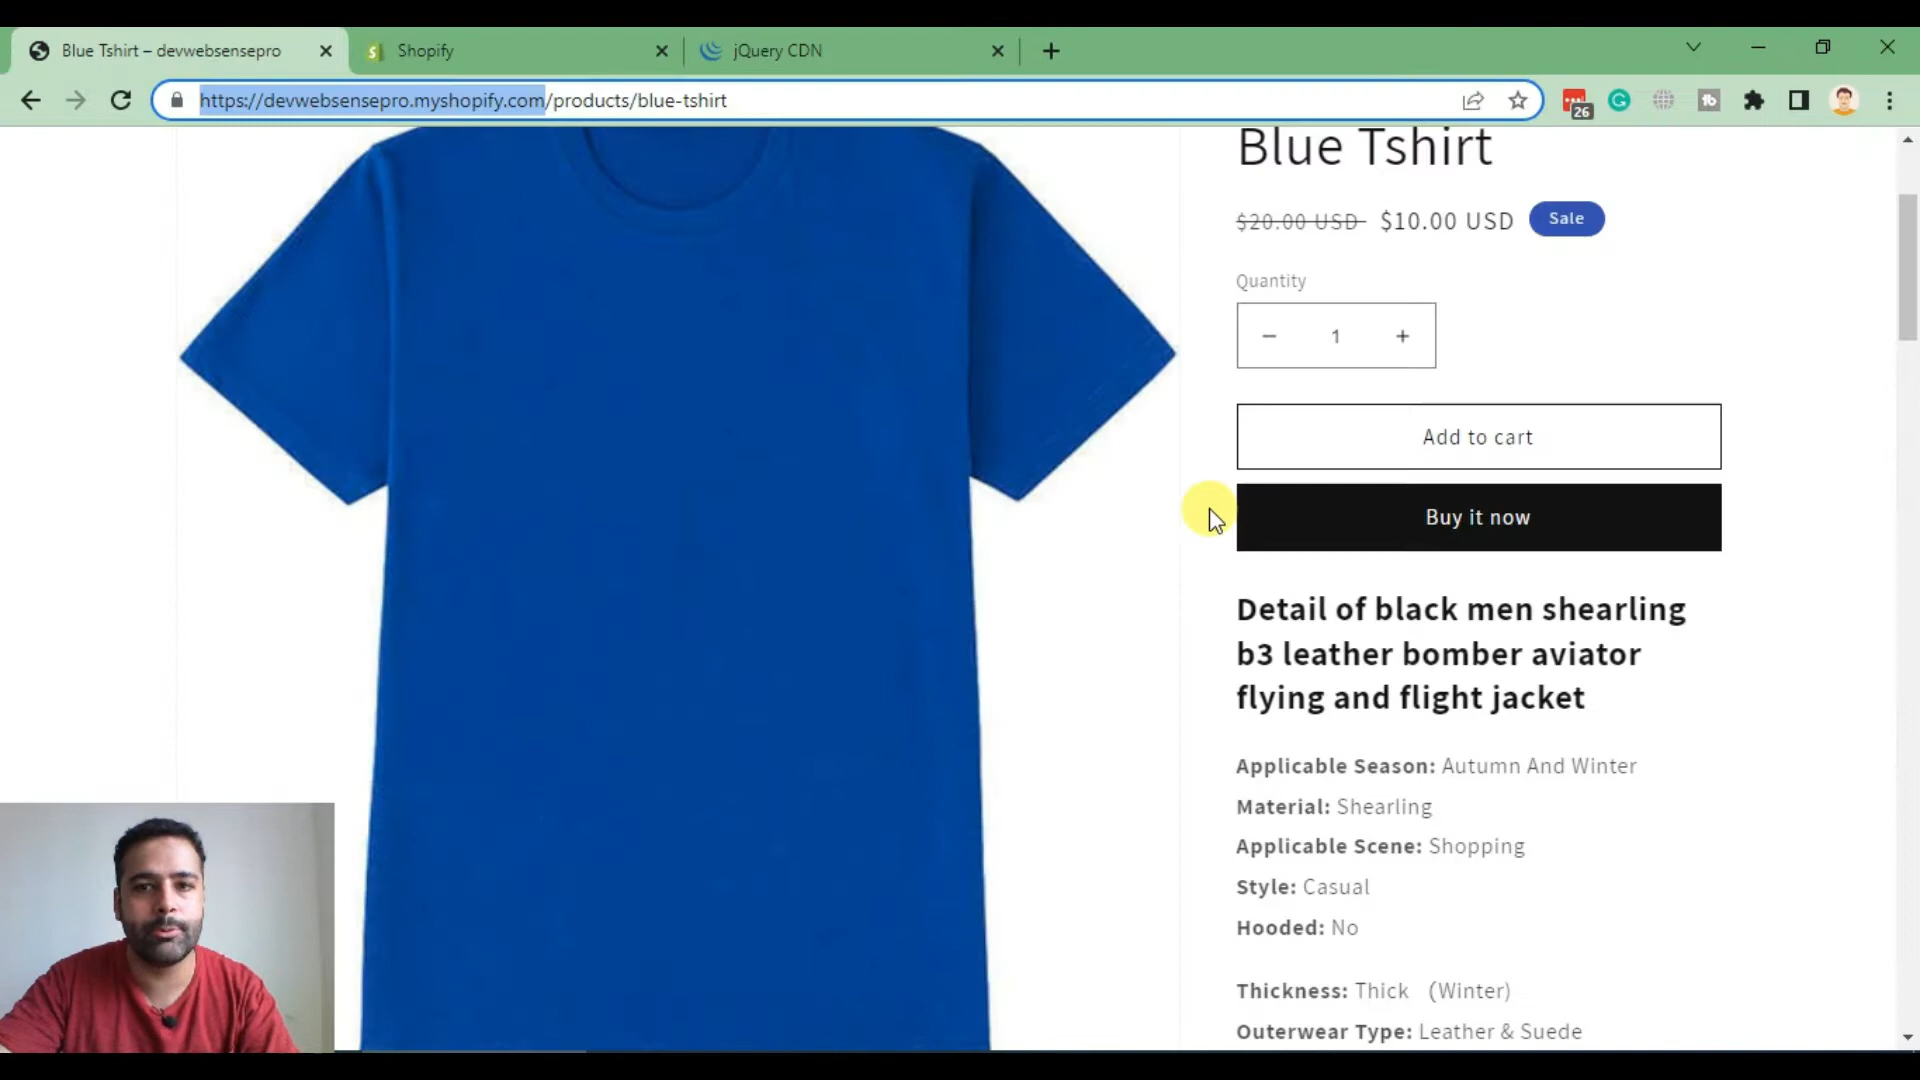 Blue Tshirt – devwebsensepro
Shopify
jQuery CDN
https://devwebsensepro.myshopify.com/products/blue-tshirt
26
Blue Tshirt
$20.00 USD $10.00 USD Sale
Quantity
− 1 +
Add to cart
Buy it now
Detail of black men shearling
b3 leather bomber aviator
flying and flight jacket
Applicable Season: Autumn And Winter
Material: Shearling
Applicable Scene: Shopping
Style: Casual
Hooded: No
Thickness: Thick (Winter)
Outerwear Type: Leather & Suede